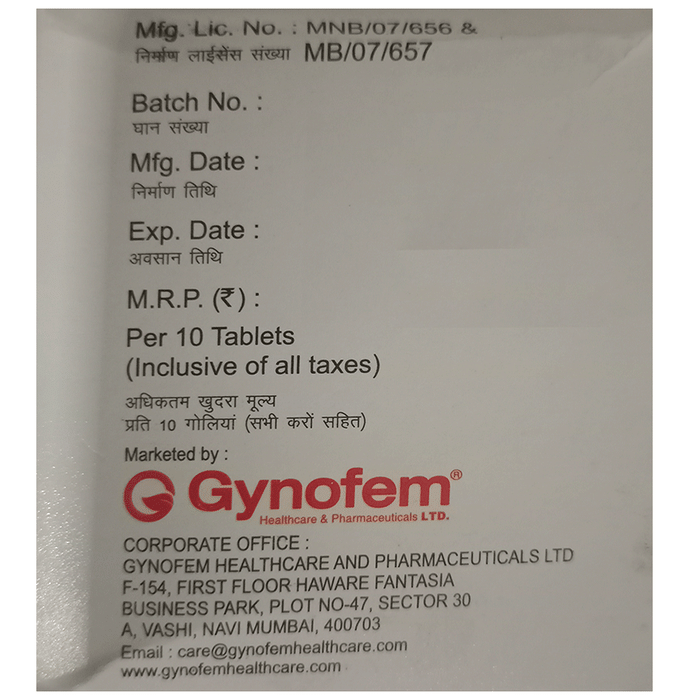 Mfg. Lic. No. : MNB/07/656 &
निर्माण लाईसेंस संख्या MB/07/657
Batch No. :
घान संख्या
Mfg. Date :
निर्माण तिथि
Exp. Date :
अवसान तिथि
M.R.P. (₹) :
Per 10 Tablets
(Inclusive of all taxes)
अधिकतम खुदरा मूल्य
प्रति 10 गोलियां (सभी करों सहित)
Marketed by :
Gynofem®
Healthcare & Pharmaceuticals LTD.
CORPORATE OFFICE :
GYNOFEM HEALTHCARE AND PHARMACEUTICALS LTD
F-154, FIRST FLOOR HAWARE FANTASIA
BUSINESS PARK, PLOT NO-47, SECTOR 30
A, VASHI, NAVI MUMBAI, 400703
Email : care@gynofemhealthcare.com
www.gynofemhealthcare.com